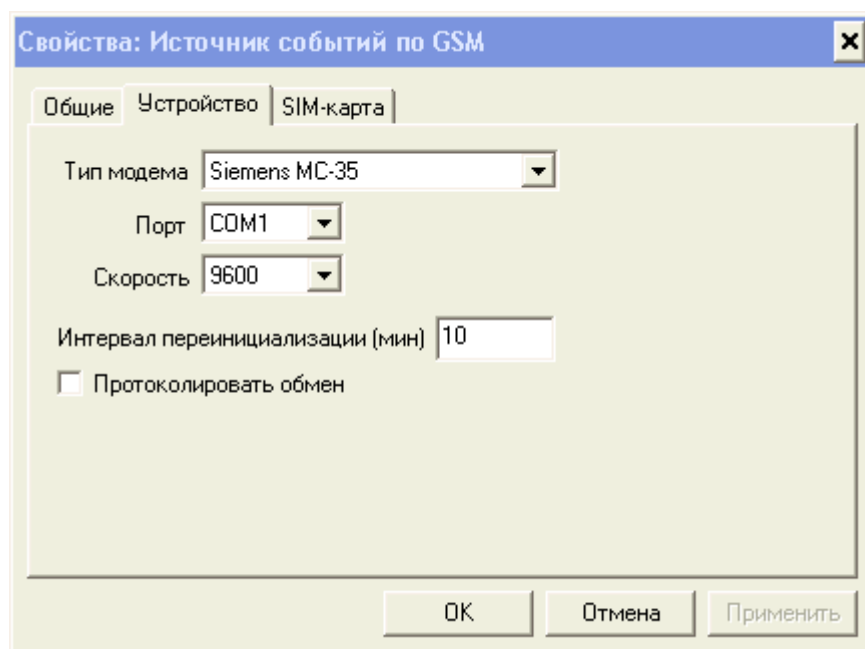 Свойства: Источник событий по GSM
Общие Устройство SIM-карта
Тип модема Siemens MC-35
Порт COM1
Скорость 9600
Интервал переинициализации (мин) 10
Протоколировать обмен
OK Отмена Применить